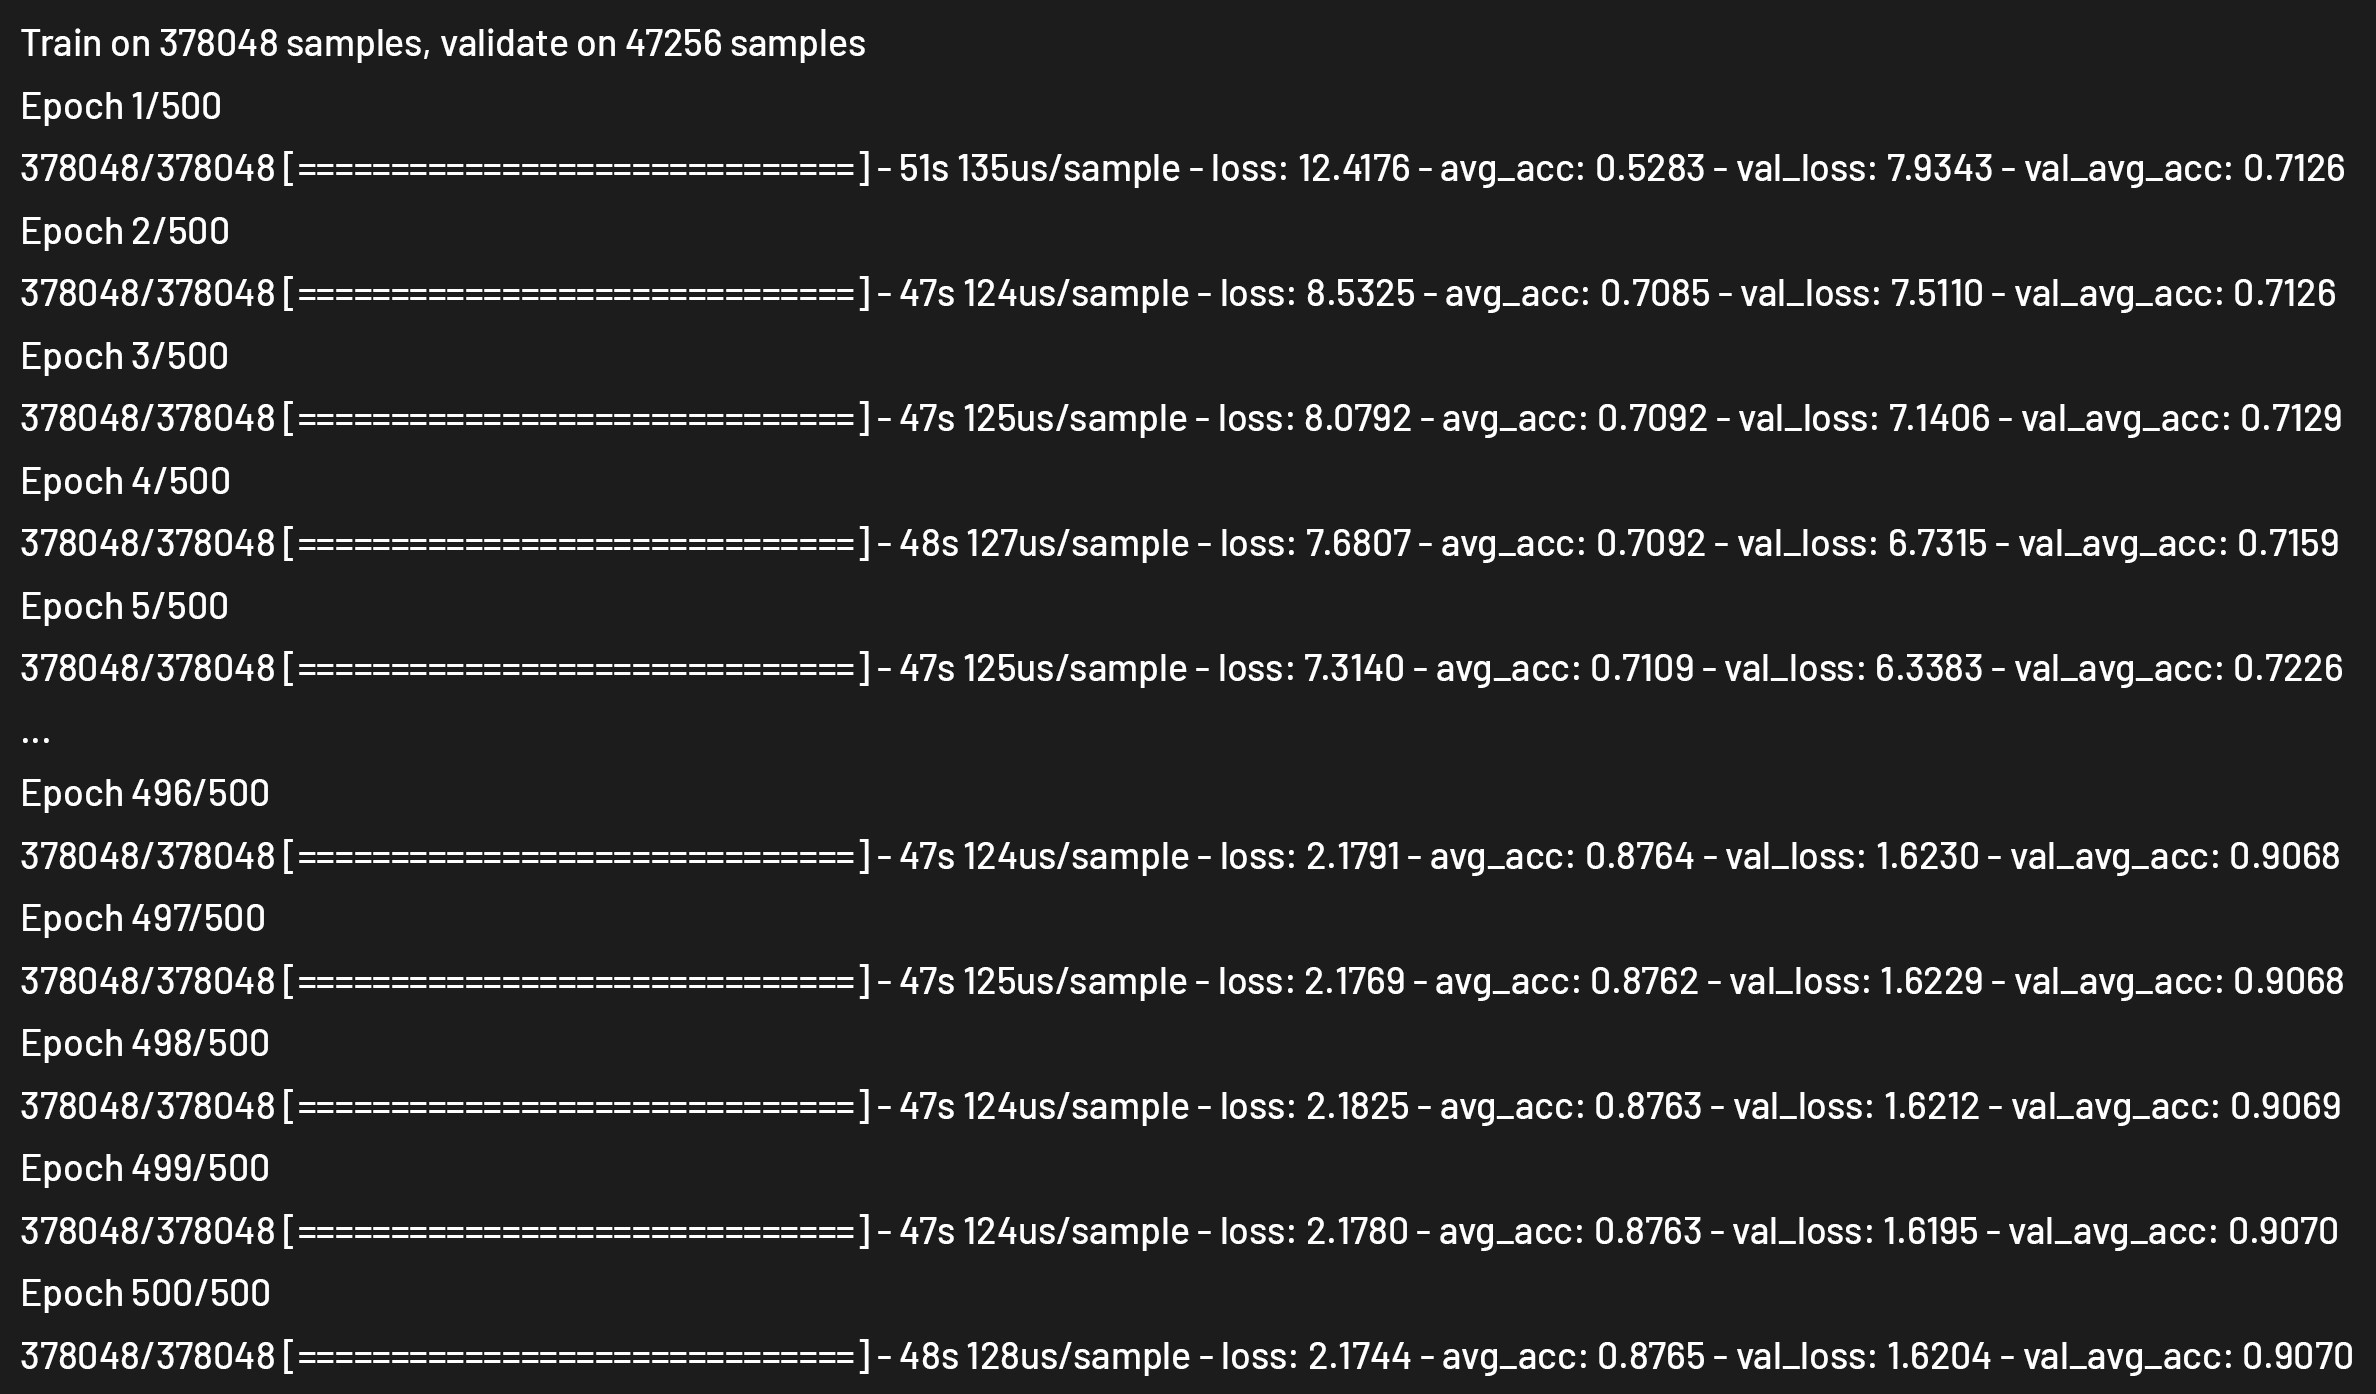 Train on 378048 samples, validate on 47256 samples
Epoch 1/500
378048/378048 [==============================] - 51s 135us/sample - loss: 12.4176 - avg_acc: 0.5283 - val_loss: 7.9343 - val_avg_acc: 0.7126
Epoch 2/500
378048/378048 [==============================] - 47s 124us/sample - loss: 8.5325 - avg_acc: 0.7085 - val_loss: 7.5110 - val_avg_acc: 0.7126
Epoch 3/500
378048/378048 [==============================] - 47s 125us/sample - loss: 8.0792 - avg_acc: 0.7092 - val_loss: 7.1406 - val_avg_acc: 0.7129
Epoch 4/500
378048/378048 [==============================] - 48s 127us/sample - loss: 7.6807 - avg_acc: 0.7092 - val_loss: 6.7315 - val_avg_acc: 0.7159
Epoch 5/500
378048/378048 [==============================] - 47s 125us/sample - loss: 7.3140 - avg_acc: 0.7109 - val_loss: 6.3383 - val_avg_acc: 0.7226
...
Epoch 496/500
378048/378048 [==============================] - 47s 124us/sample - loss: 2.1791 - avg_acc: 0.8764 - val_loss: 1.6230 - val_avg_acc: 0.9068
Epoch 497/500
378048/378048 [==============================] - 47s 125us/sample - loss: 2.1769 - avg_acc: 0.8762 - val_loss: 1.6229 - val_avg_acc: 0.9068
Epoch 498/500
378048/378048 [==============================] - 47s 124us/sample - loss: 2.1825 - avg_acc: 0.8763 - val_loss: 1.6212 - val_avg_acc: 0.9069
Epoch 499/500
378048/378048 [==============================] - 47s 124us/sample - loss: 2.1780 - avg_acc: 0.8763 - val_loss: 1.6195 - val_avg_acc: 0.9070
Epoch 500/500
378048/378048 [==============================] - 48s 128us/sample - loss: 2.1744 - avg_acc: 0.8765 - val_loss: 1.6204 - val_avg_acc: 0.9070